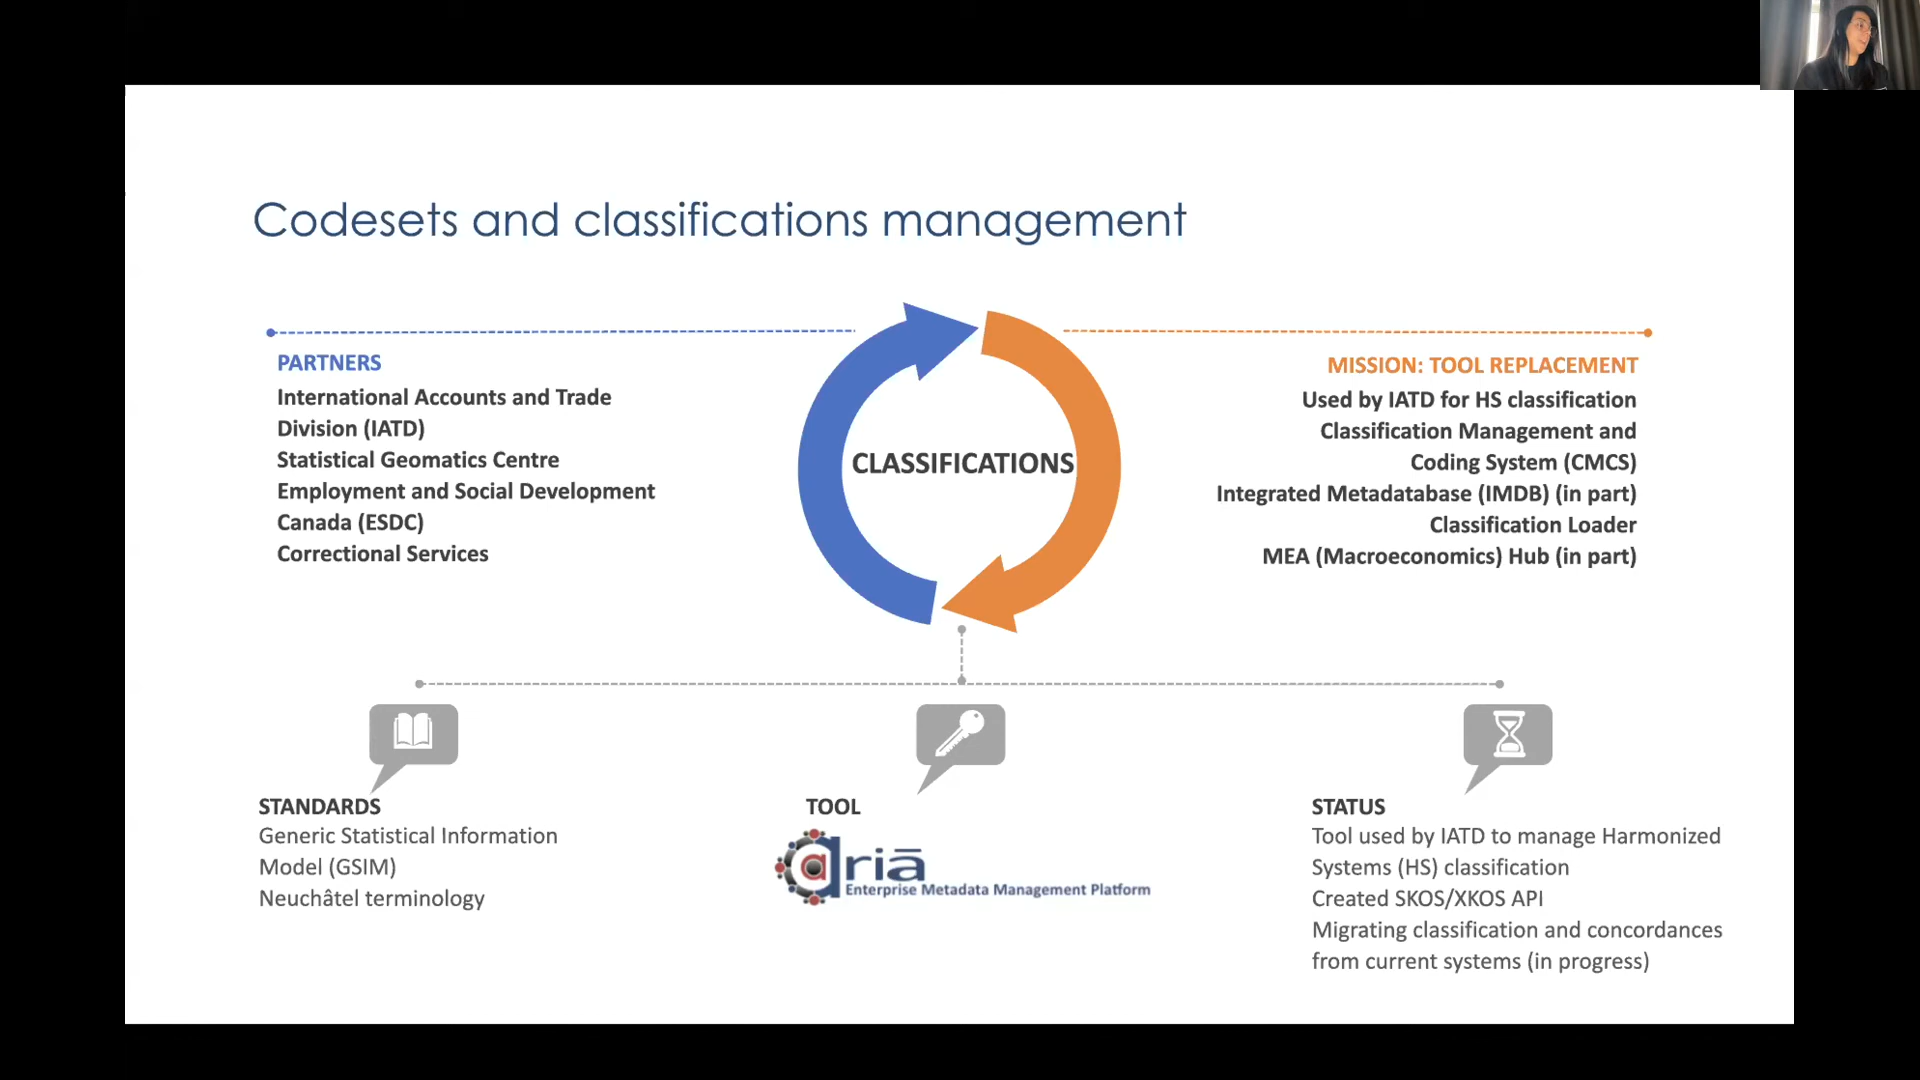 Codesets and classifications management
PARTNERS
International Accounts and Trade
Division (IATD)
Statistical Geomatics Centre
Employment and Social Development
Canada (ESDC)
Correctional Services
CLASSIFICATIONS
MISSION: TOOL REPLACEMENT
Used by IATD for HS classification
Classification Management and
Coding System (CMCS)
Integrated Metadatabase (IMDB) (in part)
Classification Loader
MEA (Macroeconomics) Hub (in part)
STANDARDS
Generic Statistical Information
Model (GSIM)
Neuchâtel terminology
TOOL
ariā
Enterprise Metadata Management Platform
STATUS
Tool used by IATD to manage Harmonized
Systems (HS) classification
Created SKOS/XKOS API
Migrating classification and concordances
from current systems (in progress)